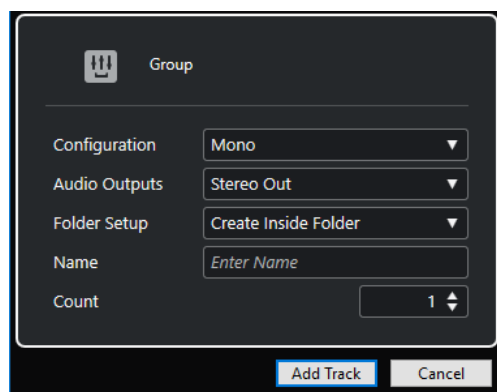 Group
Configuration Mono
Audio Outputs Stereo Out
Folder Setup Create Inside Folder
Name Enter Name
Count 1
Add Track Cancel